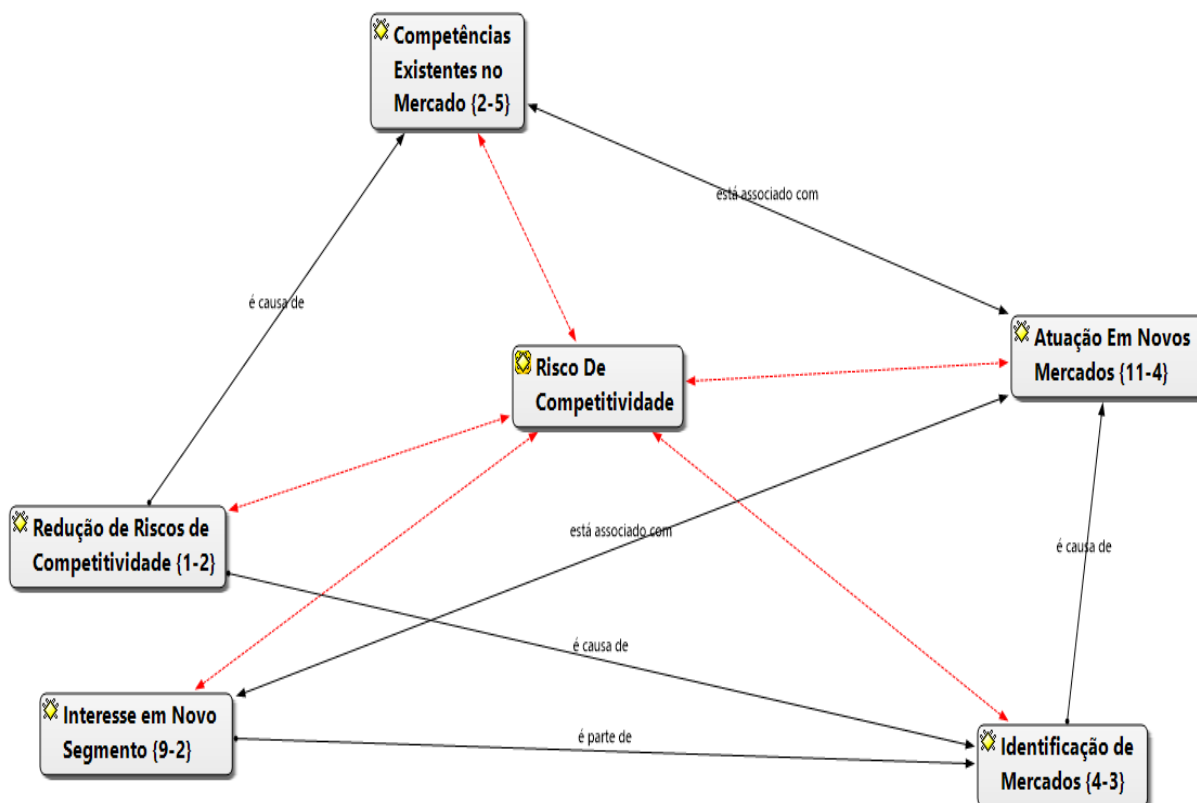 Competências
Existentes no
Mercado {2-5}
está associado com
é causa de
Risco De
Competitividade
Atuação Em Novos
Mercados {11-4}
Redução de Riscos de
Competitividade {1-2}
está associado com
é causa de
é causa de
Interesse em Novo
Segmento {9-2}
é parte de
Identificação de
Mercados {4-3}